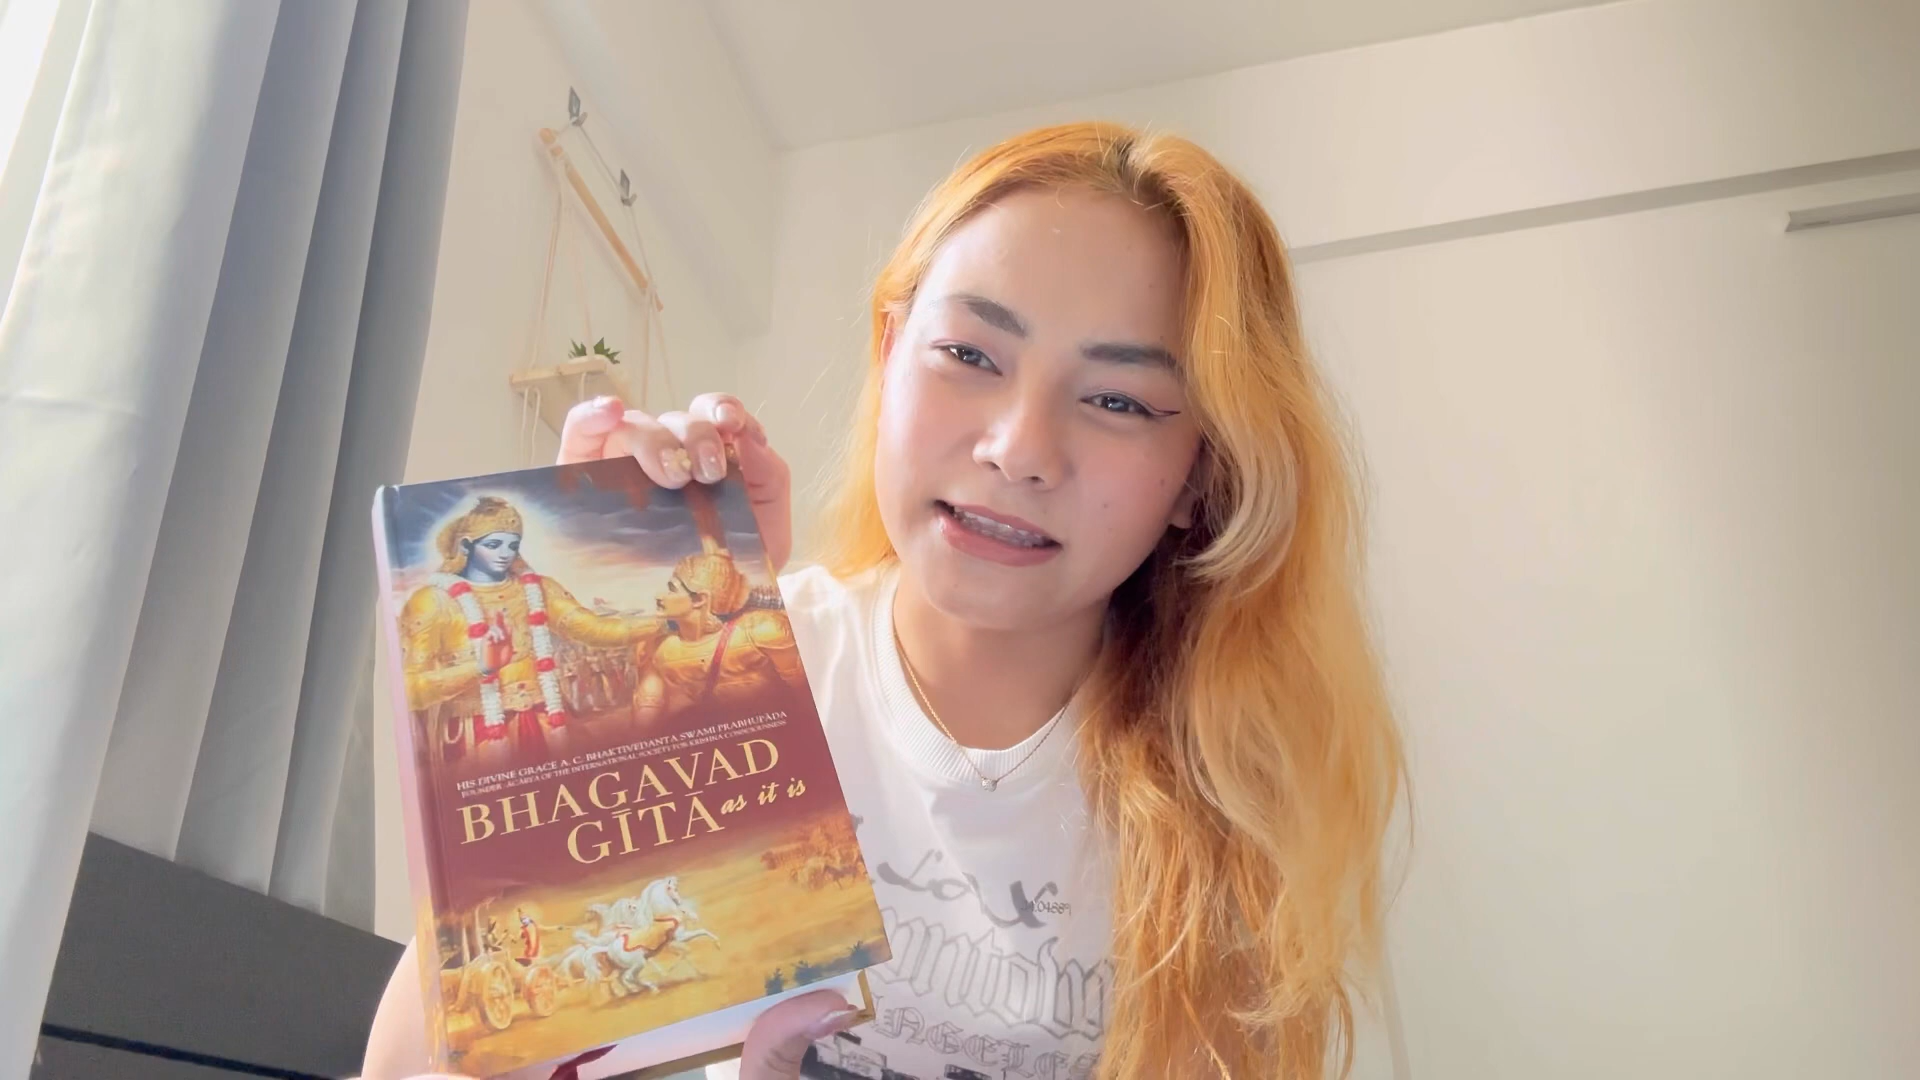 HIS DIVINE GRACE A. C. BHAKTIVEDANTA SWAMI PRABHUPĀDA
FOUNDER - ĀCĀRYA OF THE INTERNATIONAL SOCIETY FOR KRISHNA CONSCIOUSNESS
BHAGAVAD
GĪTĀ as it is